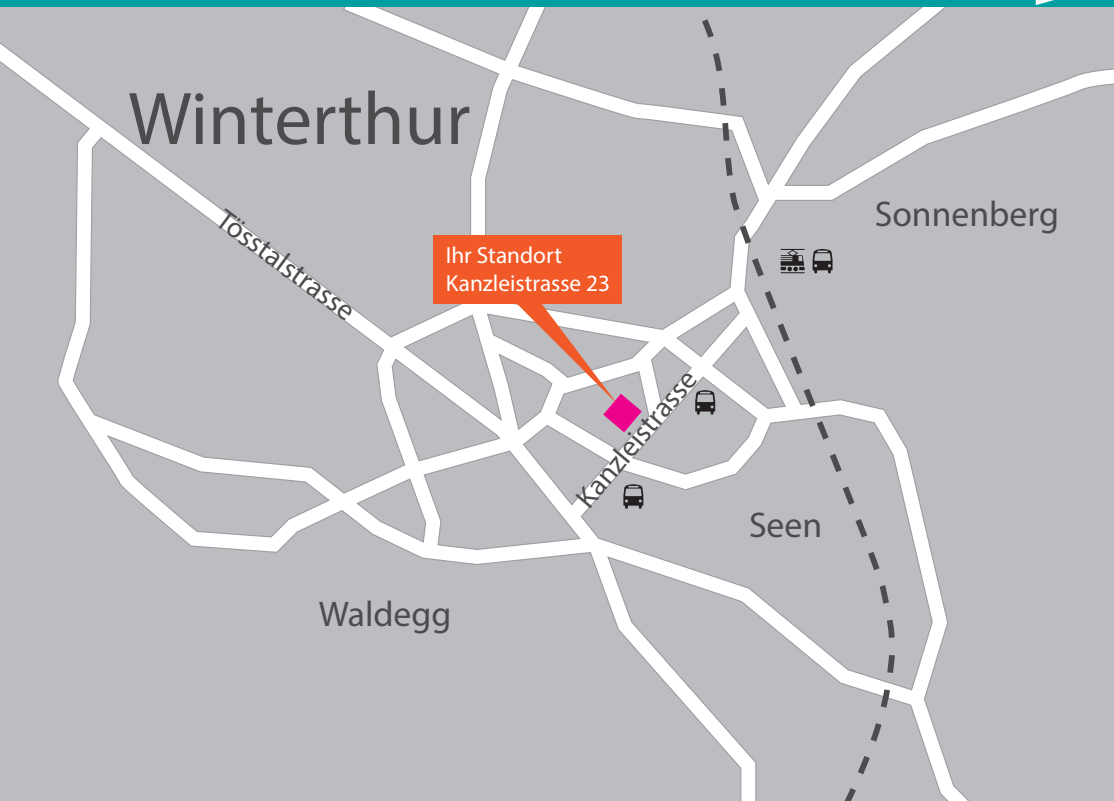 Winterthur
Sonnenberg
Tösstalstrasse
Ihr Standort
Kanzleistrasse 23
Kanzleistrasse
Seen
Waldegg